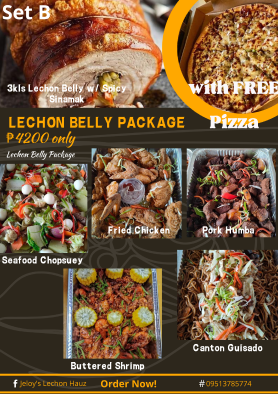 Set B
3kls Lechon Belly w/ Spicy
Sinamak
with FREE
Pizza
LECHON BELLY PACKAGE
₱4200 only
Lechon Belly Package
Fried Chicken
Pork Humba
Seafood Chopsuey
Canton Guisado
Buttered Shrimp
Jeloy's Lechon Hauz
Order Now!
#09513785774